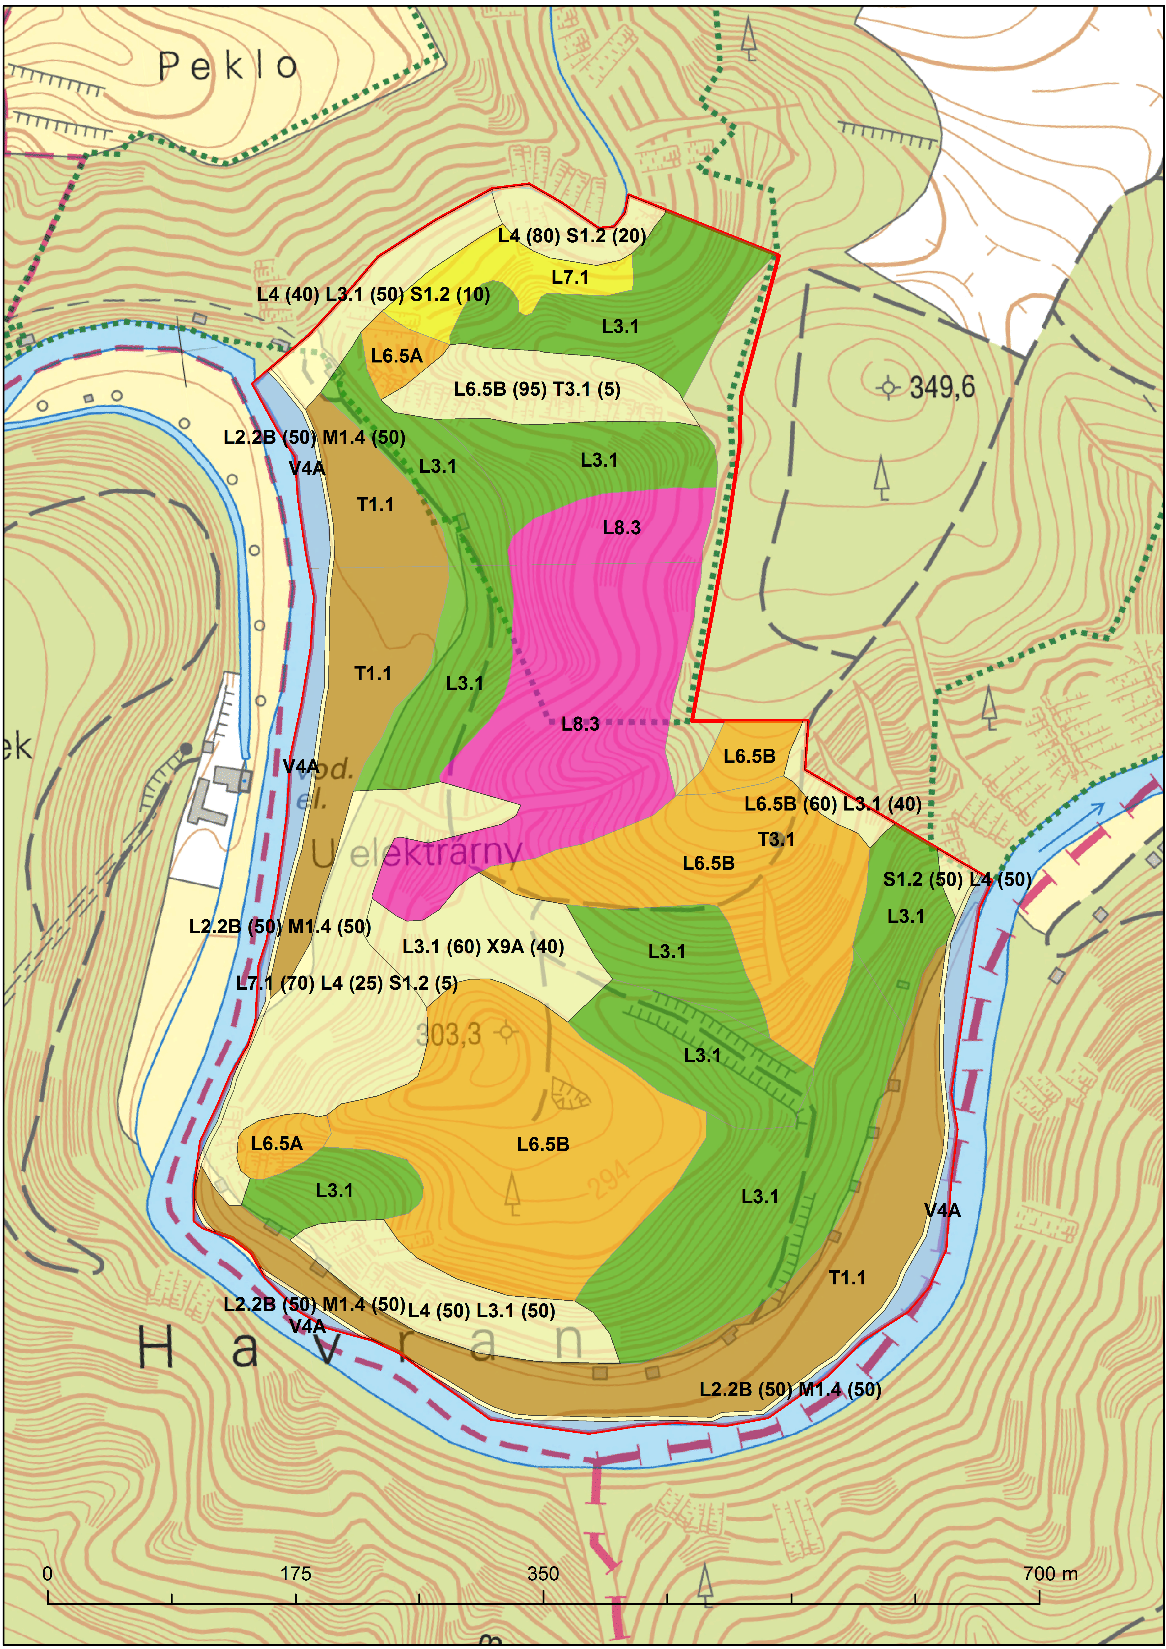 Peklo
L4 (80) S1.2 (20)
L7.1
L4 (40) L3.1 (50) S1.2 (10)
L3.1
L6.5A
L6.5B (95) T3.1 (5)
349,6
L2.2B (50) M1.4 (50)
V4A
L3.1
L3.1
T1.1
L8.3
T1.1
L3.1
L8.3
ek
V4A
vod.
el.
L6.5B
L6.5B (60) L3.1 (40)
T3.1
U elektrárny
L6.5B
S1.2 (50) L4 (50)
L3.1
L2.2B (50) M1.4 (50)
L3.1 (60) X9A (40)
L3.1
L7.1 (70) L4 (25) S1.2 (5)
303,3
L3.1
L6.5A
L6.5B
L3.1
294
L3.1
V4A
T1.1
L2.2B (50) M1.4 (50)
L4 (50) L3.1 (50)
V4A
Havran
L2.2B (50) M1.4 (50)
0 175 350 700 m